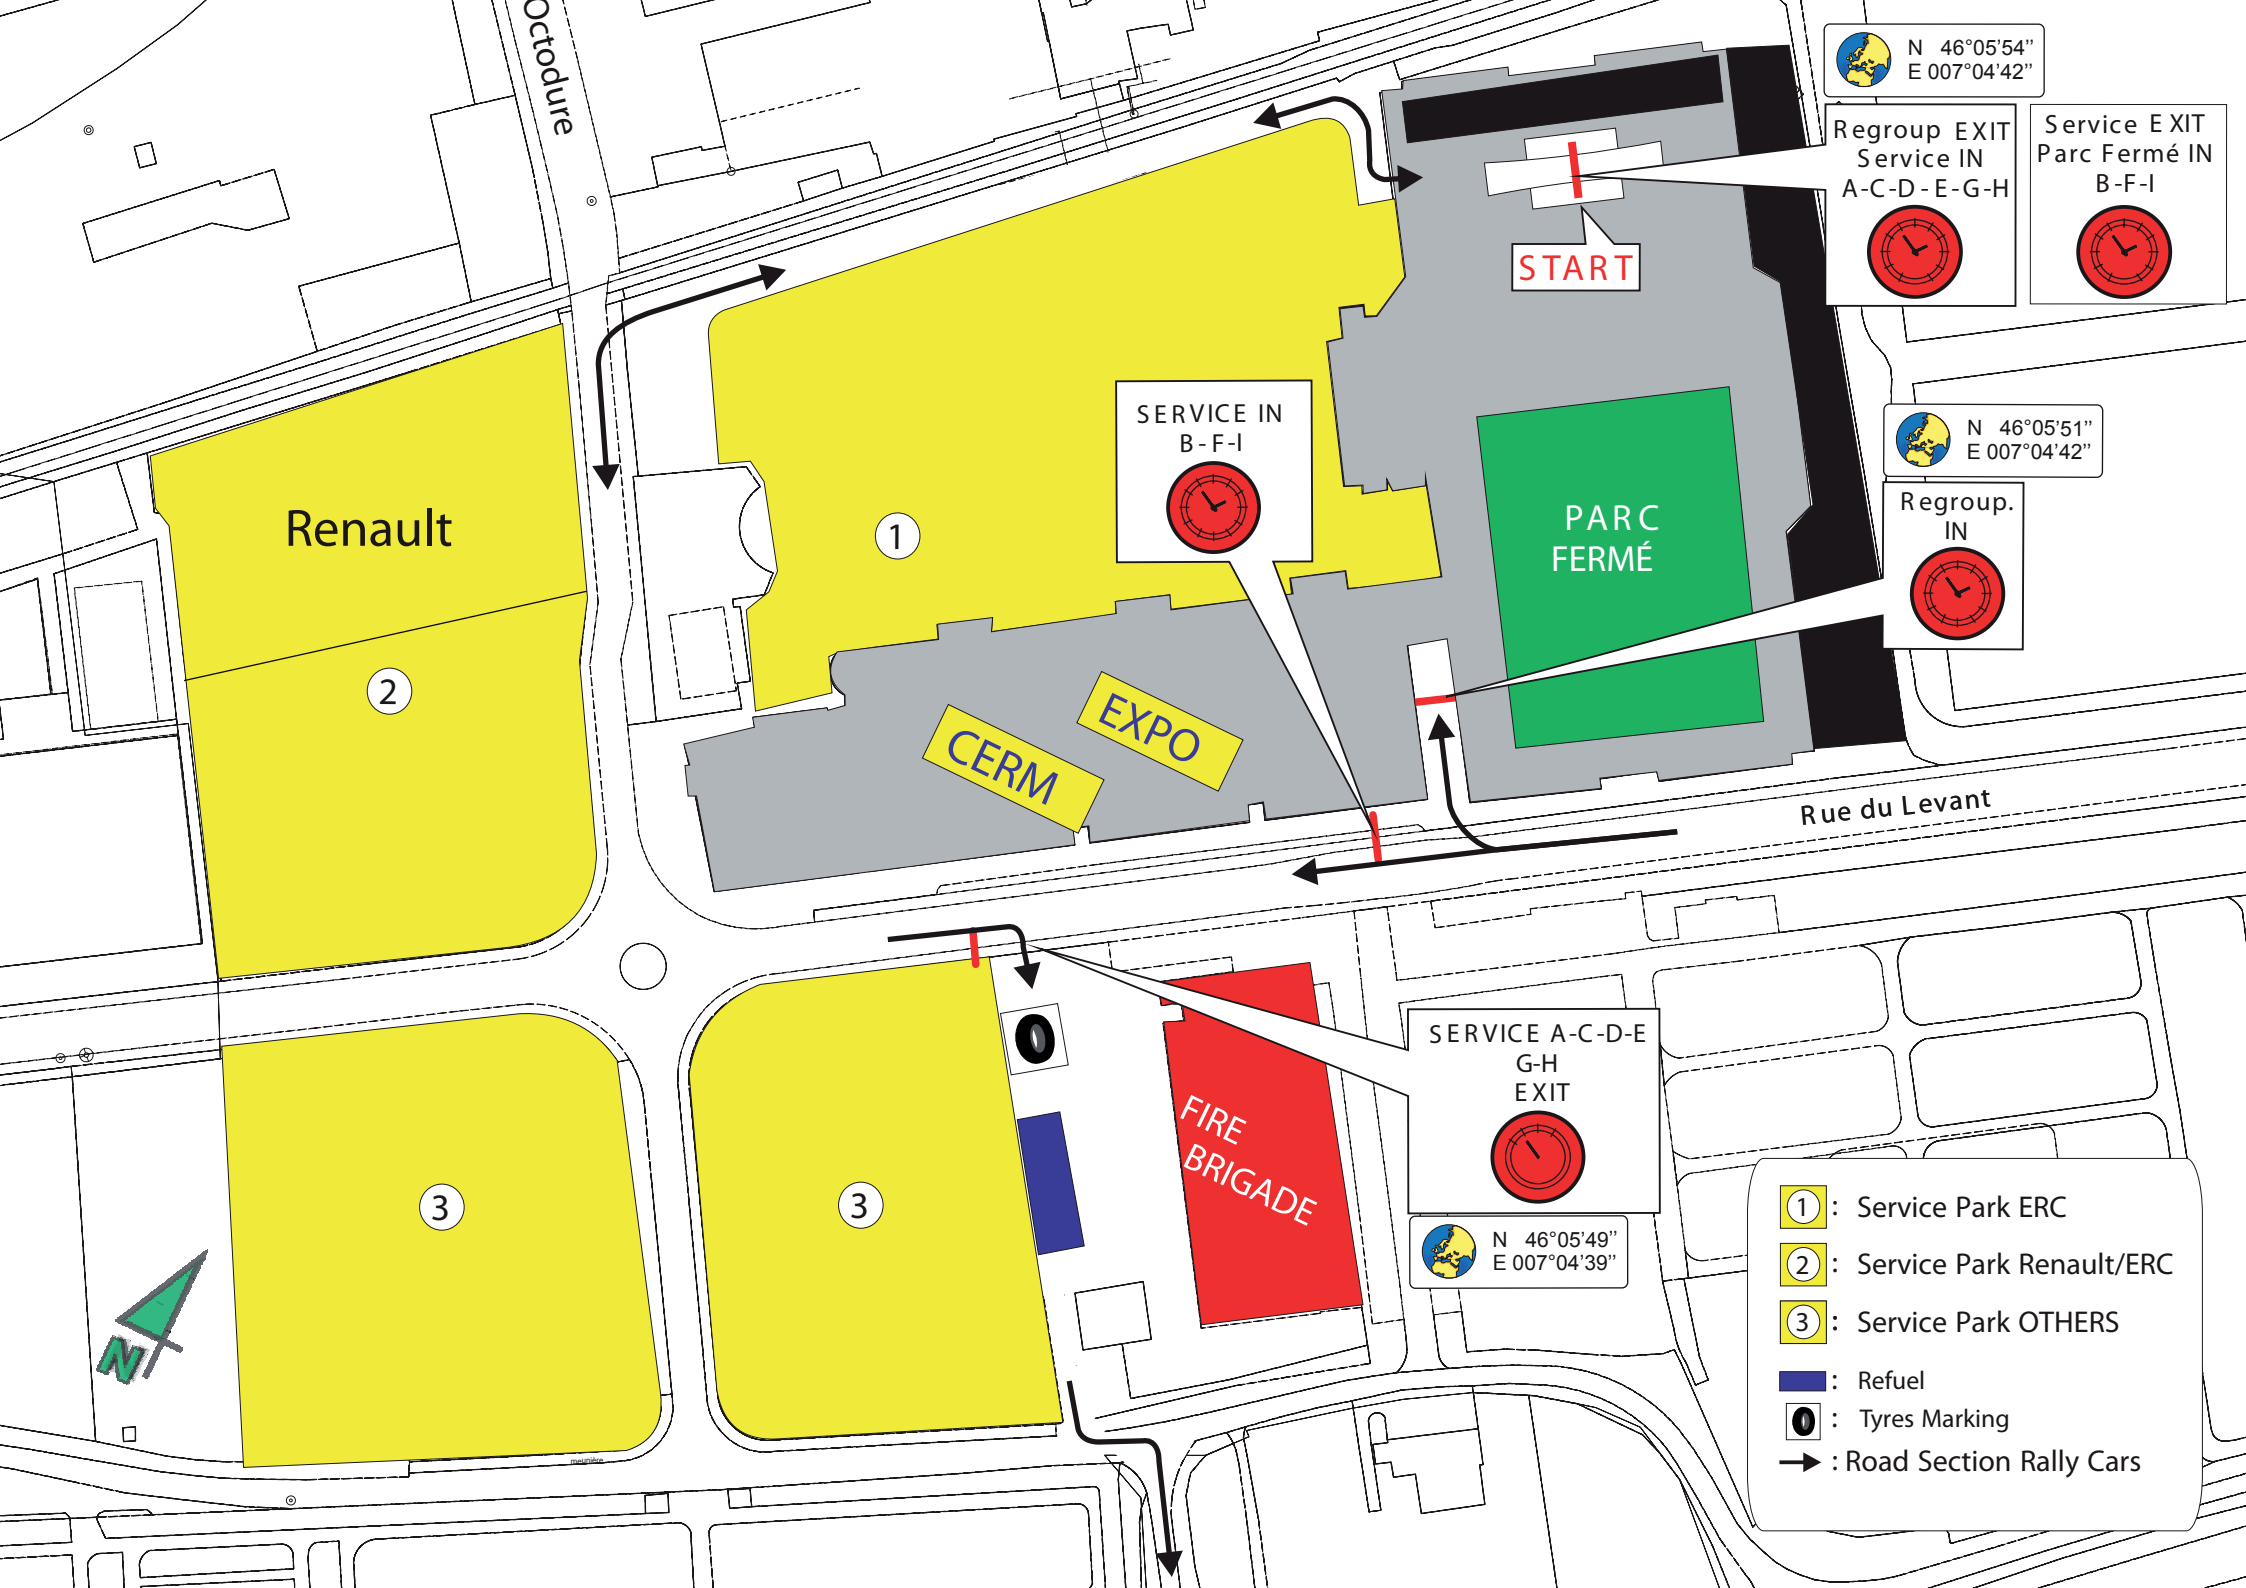 Octodure
N 46°05'54"
E 007°04'42"
Regroup EXIT
Service IN
A-C-D-E-G-H
Service EXIT
Parc Fermé IN
B-F-I
START
SERVICE IN
B-F-I
N 46°05'51"
E 007°04'42"
Regroup.
IN
Renault
1
PARC
FERMÉ
2
EXPO
CERM
Rue du Levant
SERVICE A-C-D-E
G-H
EXIT
FIRE
BRIGADE
3
3
N 46°05'49"
E 007°04'39"
N
meunière
1 : Service Park ERC
2 : Service Park Renault/ERC
3 : Service Park OTHERS
: Refuel
: Tyres Marking
: Road Section Rally Cars